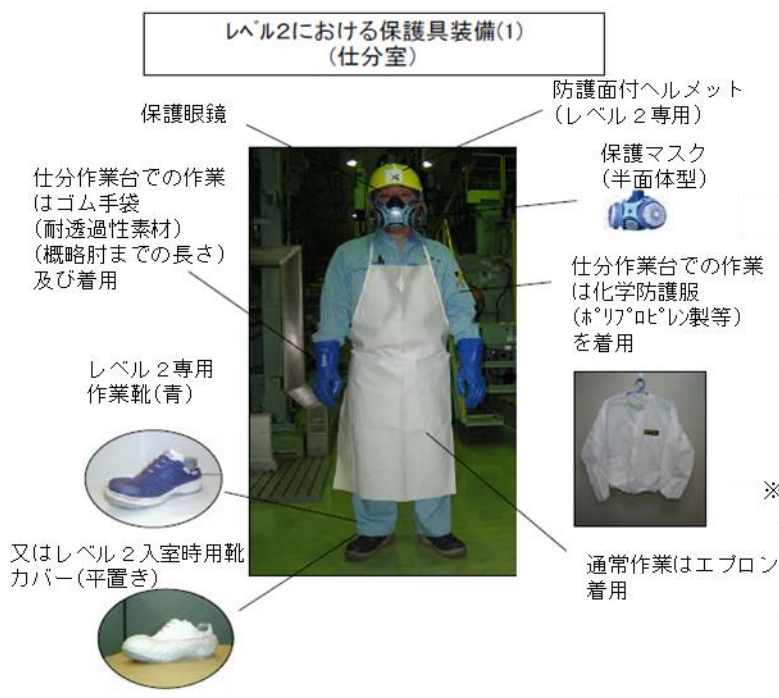 レベル2における保護具装備(1)
(仕分室)
保護眼鏡
防護面付ヘルメット
(レベル２専用)
保護マスク
(半面体型)
仕分作業台での作業
はゴム手袋
(耐透過性素材)
(概略肘までの長さ)
及び着用
仕分作業台での作業
は化学防護服
(ﾎﾟﾘﾌﾟﾛﾋﾟﾚﾝ製等)
を着用
レベル２専用
作業靴(青)
※
又はレベル２入室時用靴
カバー(平置き)
通常作業はエプロン
着用